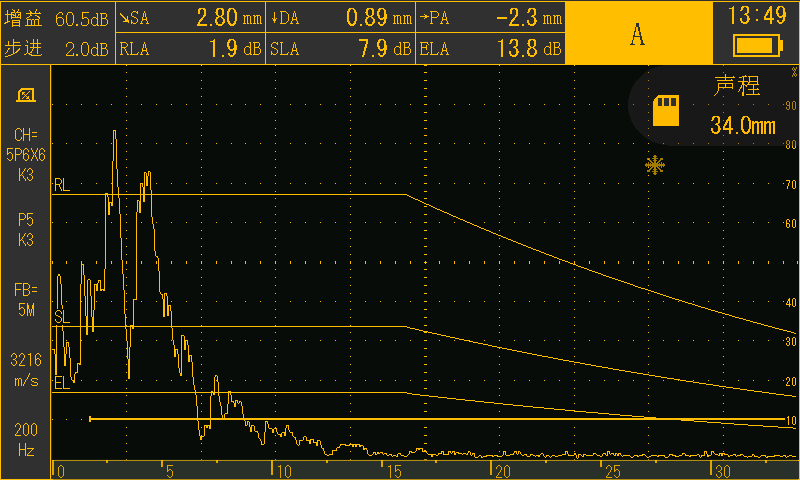 增益 60.5dB ↘SA 2.80 mm ↓DA 0.89 mm →PA -2.3 mm A 13:49
步进 2.0dB RLA 1.9 dB SLA 7.9 dB ELA 13.8 dB
%
声程
34.0mm
90
CH=
5P6X6
K3
80
RL
70
P5
K3
60
FB=
5M
SL
40
30
3216
m/s
EL
20
10
200
Hz
0 5 10 15 20 25 30